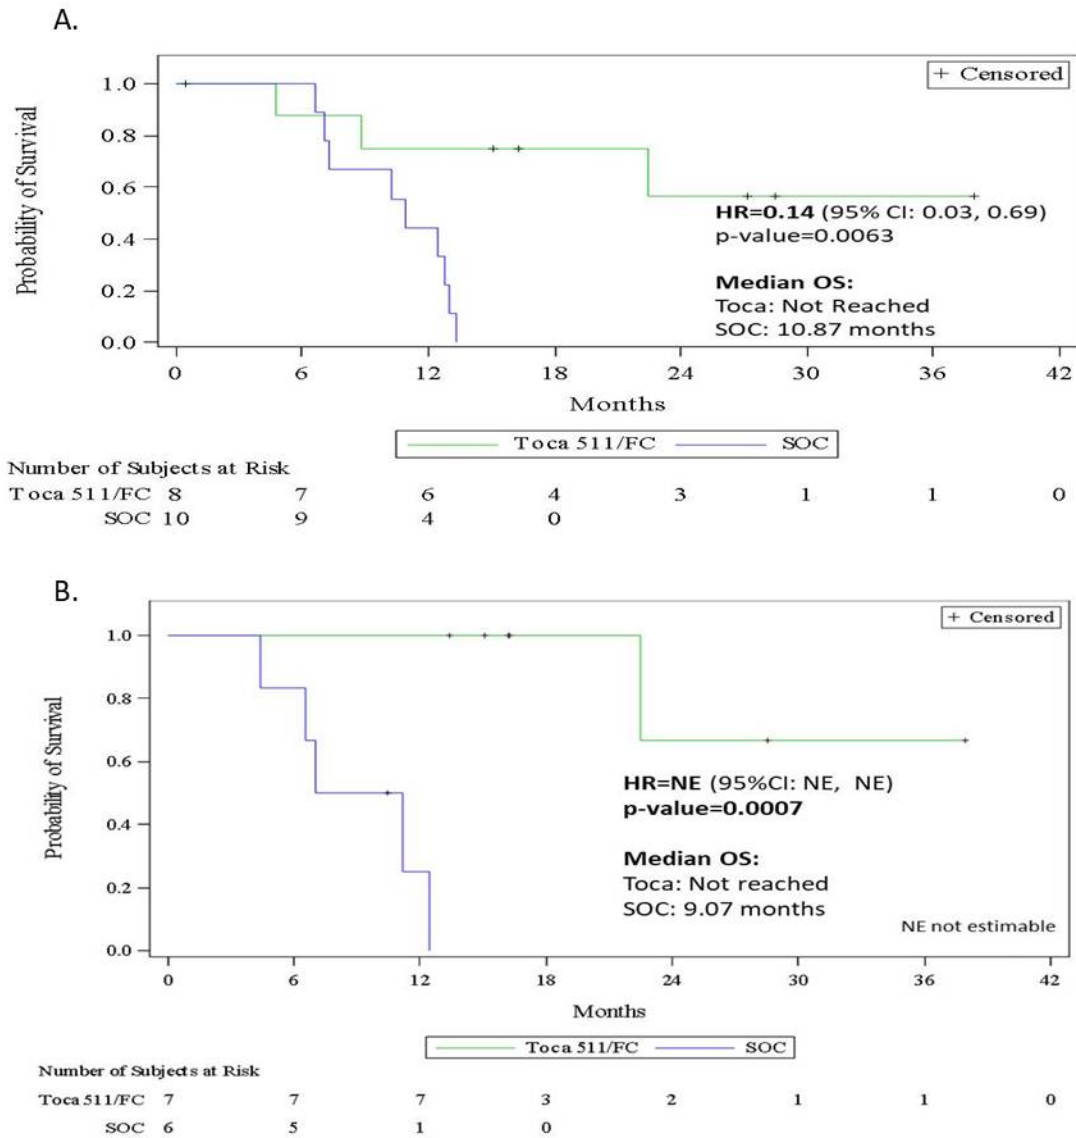 A.
+ Censored
1.0
0.8
0.6
0.4
0.2
0.0
Probability of Survival
HR=0.14 (95% CI: 0.03, 0.69)
p-value=0.0063
Median OS:
Toca: Not Reached
SOC: 10.87 months
0 6 12 18 24 30 36 42
Months
Toca 511/FC SOC
Number of Subjects at Risk
Toca 511/FC 8 7 6 4 3 1 1 0
SOC 10 9 4 0
B.
+ Censored
1.0
0.8
0.6
0.4
0.2
0.0
Probability of Survival
HR=NE (95%CI: NE, NE)
p-value=0.0007
Median OS:
Toca: Not reached
SOC: 9.07 months
NE not estimable
0 6 12 18 24 30 36 42
Months
Toca 511/FC SOC
Number of Subjects at Risk
Toca 511/FC 7 7 7 3 2 1 1 0
SOC 6 5 1 0